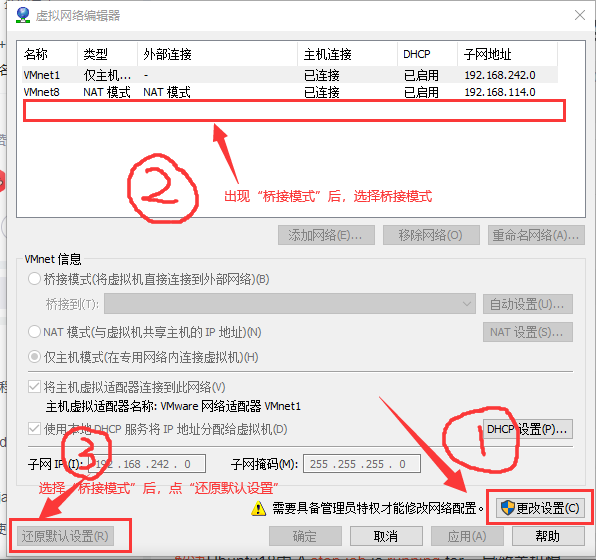 虚拟网络编辑器
名称 类型 外部连接 主机连接 DHCP 子网地址
VMnet1 仅主机... - 已连接 已启用 192.168.242.0
VMnet8 NAT 模式 NAT 模式 已连接 已启用 192.168.114.0
2
出现“桥接模式”后，选择桥接模式
添加网络(E)... 移除网络(O) 重命名网络(A)...
VMnet 信息
桥接模式(将虚拟机直接连接到外部网络)(B)
桥接到(T): 自动设置(U)...
NAT 模式(与虚拟机共享主机的 IP 地址)(N) NAT 设置(S)...
仅主机模式(在专用网络内连接虚拟机)(H)
将主机虚拟适配器连接到此网络(V)
主机虚拟适配器名称: VMware 网络适配器 VMnet1
1
使用本地 DHCP 服务将 IP 地址分配给虚拟机(D) DHCP 设置(P)...
3
子网 IP(I): 192 .168 .242 . 0 子网掩码(M): 255 .255 .255 . 0
选择“桥接模式”后，点“还原默认设置”
需要具备管理员特权才能修改网络配置。 更改设置(C)
还原默认设置(R) 确定 取消 应用(A) 帮助